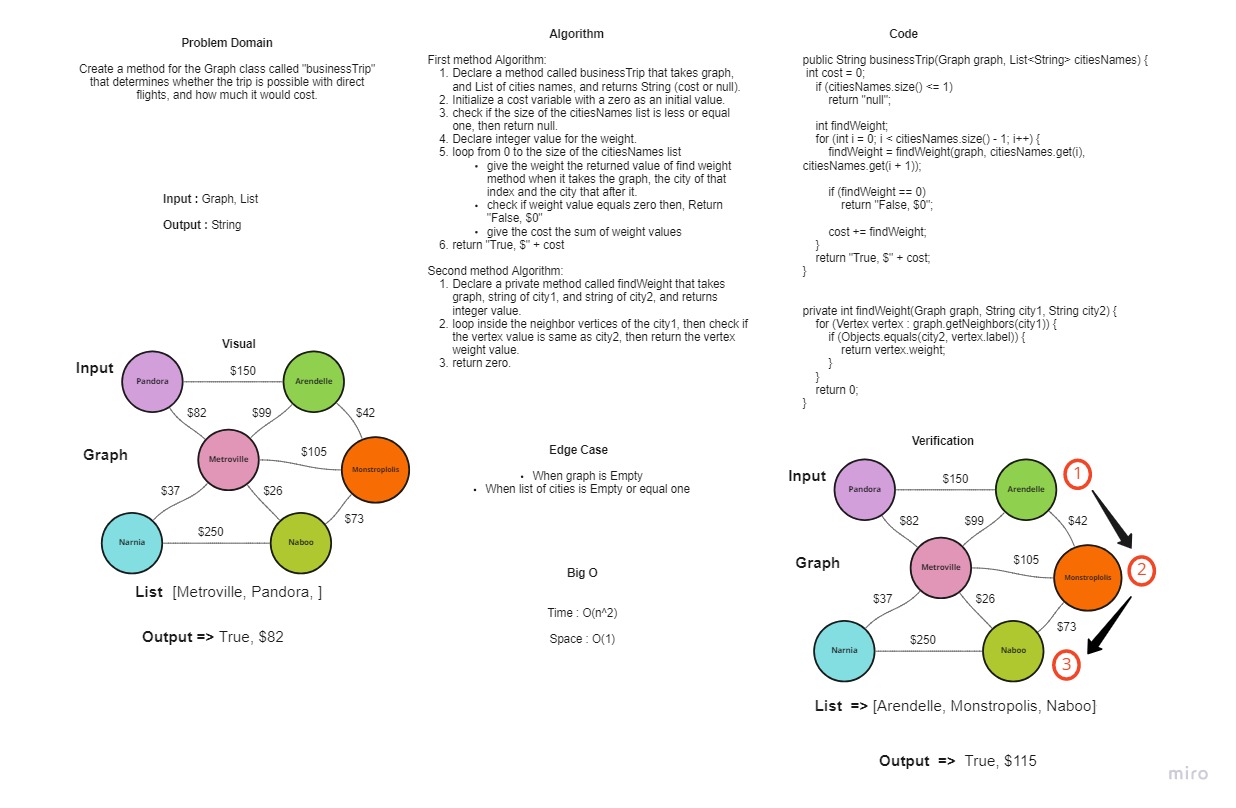 Problem Domain
Create a method for the Graph class called "businessTrip"
that determines whether the trip is possible with direct
flights, and how much it would cost.
Input : Graph, List
Output : String
Visual
Input
Pandora
$150
Arendelle
$82
$99
$42
Graph
Metroville
$105
Monstroplolis
$37
$26
$73
Narnia
$250
Naboo
List [Metroville, Pandora, ]
Output => True, $82
Algorithm
First method Algorithm:
1. Declare a method called businessTrip that takes graph,
and List of cities names, and returns String (cost or null).
2. Initialize a cost variable with a zero as an initial value.
3. check if the size of the citiesNames list is less or equal
one, then return null.
4. Declare integer value for the weight.
5. loop from 0 to the size of the citiesNames list
• give the weight the returned value of find weight
method when it takes the graph, the city of that
index and the city that after it.
• check if weight value equals zero then, Return
"False, $0"
• give the cost the sum of weight values
6. return "True, $" + cost
Second method Algorithm:
1. Declare a private method called findWeight that takes
graph, string of city1, and string of city2, and returns
integer value.
2. loop inside the neighbor vertices of the city1, then check if
the vertex value is same as city2, then return the vertex
weight value.
3. return zero.
Edge Case
• When graph is Empty
• When list of cities is Empty or equal one
Big O
Time : O(n^2)
Space : O(1)
Code
public String businessTrip(Graph graph, List<String> citiesNames) {
int cost = 0;
if (citiesNames.size() <= 1)
return "null";
int findWeight;
for (int i = 0; i < citiesNames.size() - 1; i++) {
findWeight = findWeight(graph, citiesNames.get(i),
citiesNames.get(i + 1));
if (findWeight == 0)
return "False, $0";
cost += findWeight;
}
return "True, $" + cost;
}
private int findWeight(Graph graph, String city1, String city2) {
for (Vertex vertex : graph.getNeighbors(city1)) {
if (Objects.equals(city2, vertex.label)) {
return vertex.weight;
}
}
return 0;
}
Verification
Input
Pandora
$150
Arendelle
1
$82
$99
$42
Graph
Metroville
$105
Monstroplolis
2
$37
$26
$73
Narnia
$250
Naboo
3
List => [Arendelle, Monstropolis, Naboo]
Output => True, $115
miro